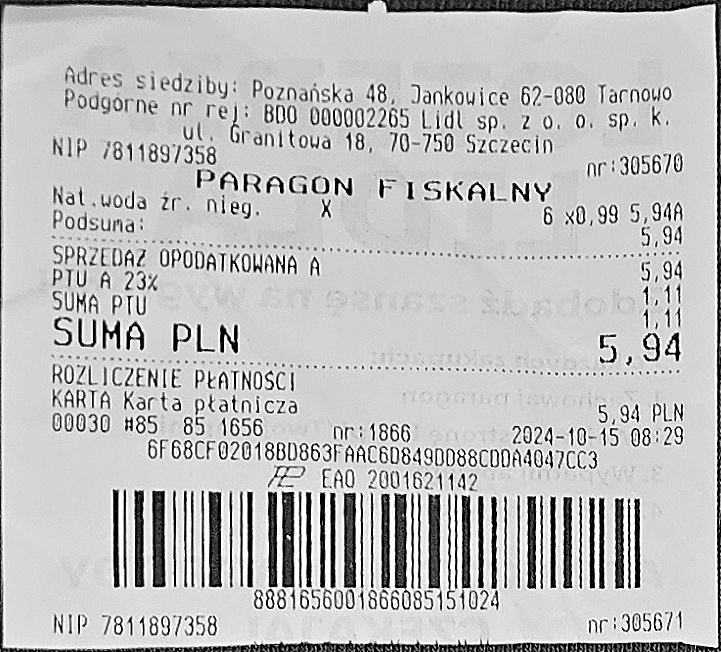 Adres siedziby: Poznańska 48, Jankowice 62-080 Tarnowo
Podgórne nr rej: BDO 000002265 Lidl sp. z o. o. sp. k.
ul. Granitowa 18, 70-750 Szczecin
NIP 7811897358 nr:305670
PARAGON FISKALNY
Nat.woda źr. nieg. X 6 x0,99 5,94A
Podsuma: 5,94
SPRZEDAŻ OPODATKOWANA A 5,94
PTU A 23% 1,11
SUMA PTU 1,11
SUMA PLN 5,94
ROZLICZENIE PŁATNOŚCI
KARTA Karta płatnicza 5,94 PLN
00030 #85 85 1656 nr:1866 2024-10-15 08:29
6F68CF02018BD863FAAC6D849DD88CDDA4047CC3
EAO 2001621142
88816560018660851510​24
NIP 7811897358 nr:305671